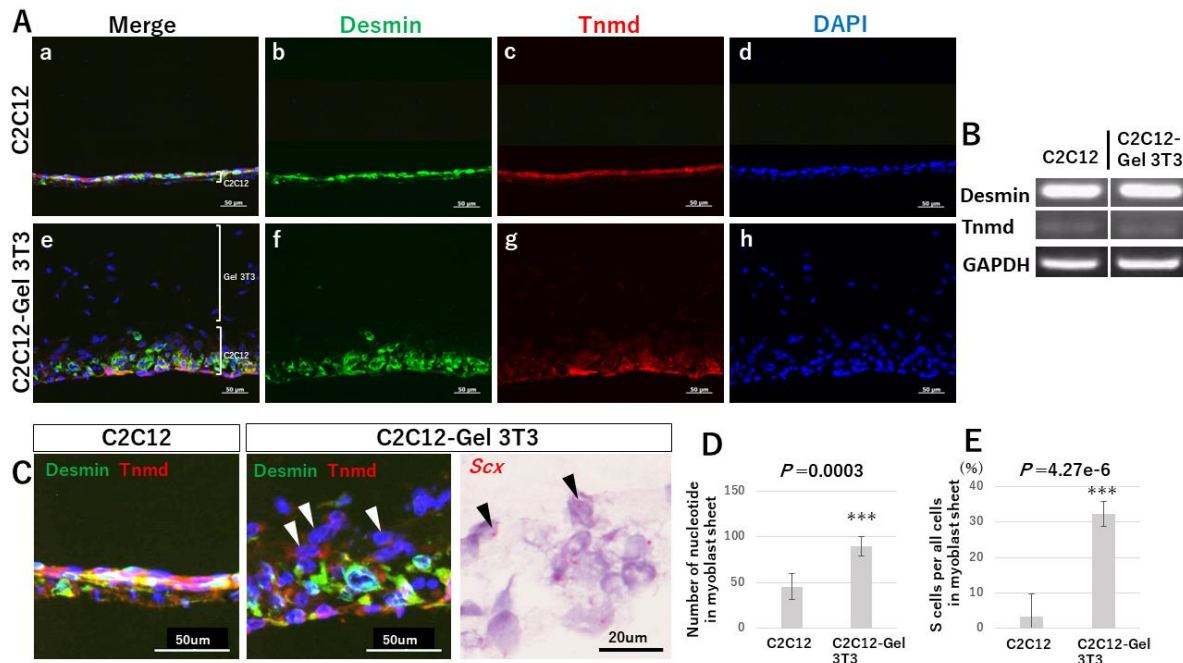 A
Merge
Desmin
Tnmd
DAPI
C2C12
a
b
c
d
C2C12
50 μm
50 μm
50 μm
50 μm
C2C12-Gel 3T3
e
f
g
h
Gel 3T3
C2C12
50 μm
50 μm
50 μm
50 μm
B
C2C12
C2C12-
Gel 3T3
Desmin
Tnmd
GAPDH
C
C2C12
C2C12-Gel 3T3
Desmin Tnmd
Desmin Tnmd
Scx
50um
50um
20um
D
P=0.0003
Number of nucleotide
in myoblast sheet
150
100
50
0
***
C2C12
C2C12-Gel
3T3
E
(%)
P=4.27e-6
S cells per all cells
in myoblast sheet
40
30
20
10
0
***
C2C12
C2C12-Gel
3T3